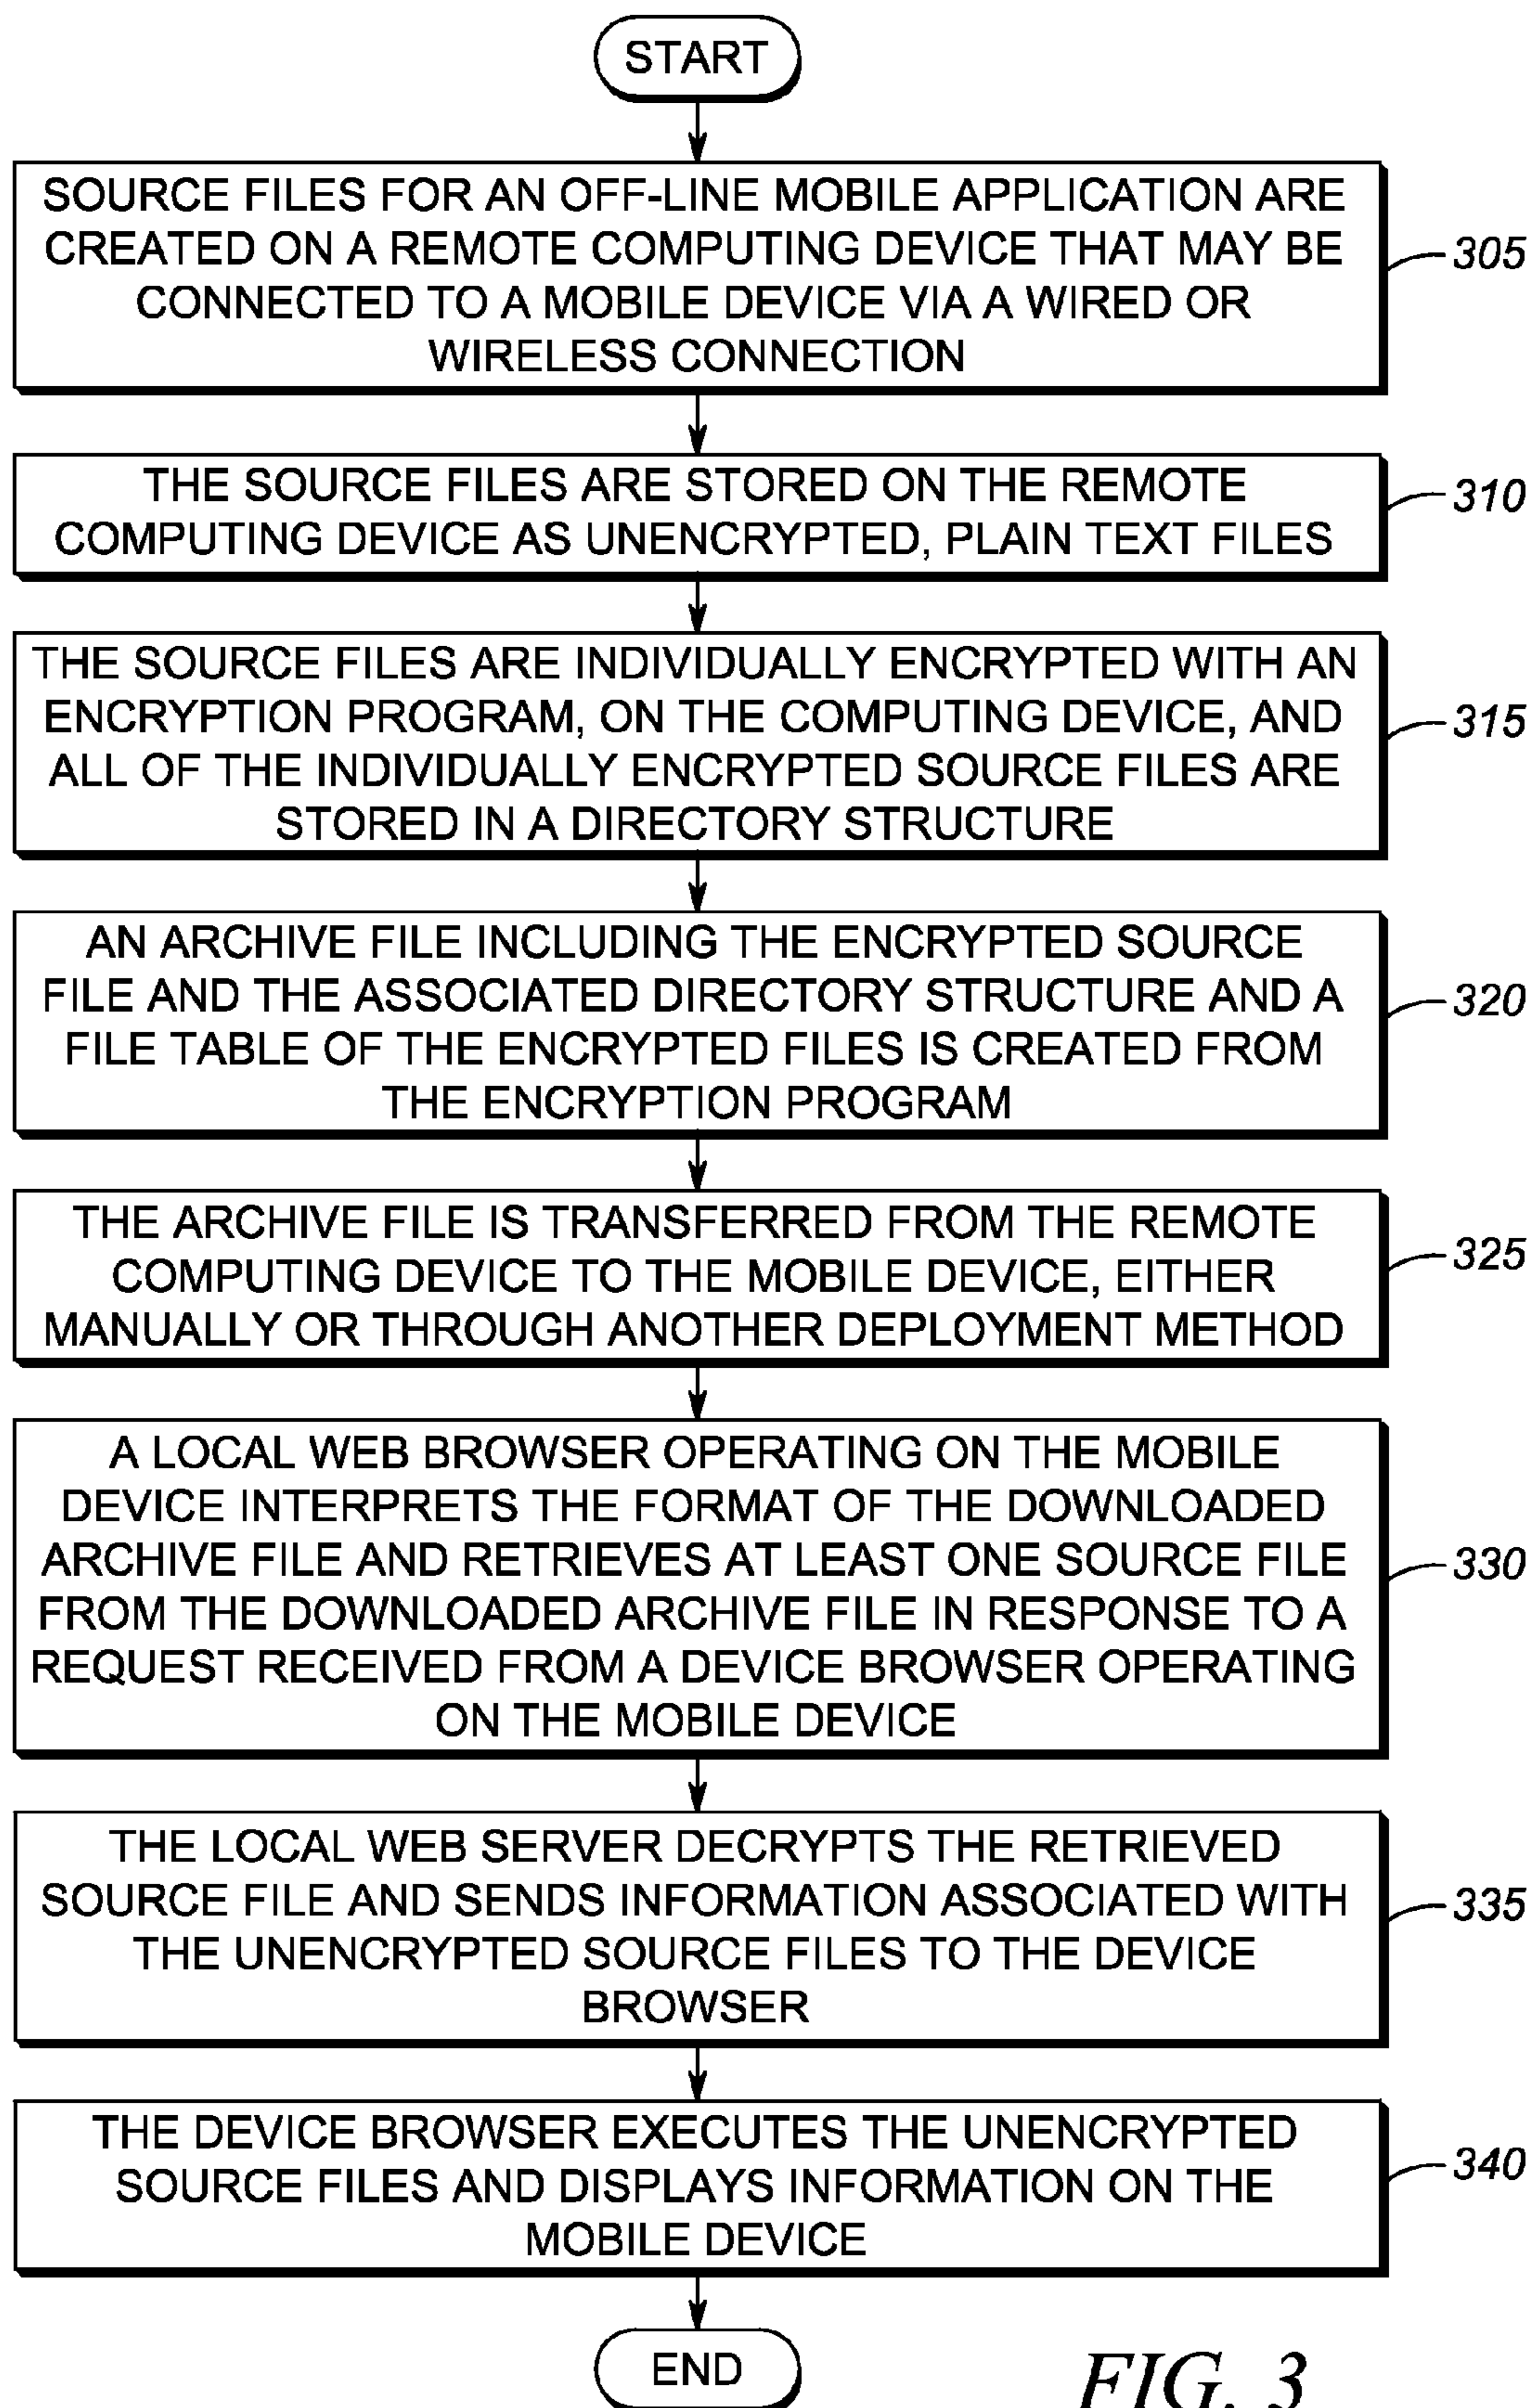 START
SOURCE FILES FOR AN OFF-LINE MOBILE APPLICATION ARE
CREATED ON A REMOTE COMPUTING DEVICE THAT MAY BE
CONNECTED TO A MOBILE DEVICE VIA A WIRED OR
WIRELESS CONNECTION
305
THE SOURCE FILES ARE STORED ON THE REMOTE
COMPUTING DEVICE AS UNENCRYPTED, PLAIN TEXT FILES
310
THE SOURCE FILES ARE INDIVIDUALLY ENCRYPTED WITH AN
ENCRYPTION PROGRAM, ON THE COMPUTING DEVICE, AND
ALL OF THE INDIVIDUALLY ENCRYPTED SOURCE FILES ARE
STORED IN A DIRECTORY STRUCTURE
315
AN ARCHIVE FILE INCLUDING THE ENCRYPTED SOURCE
FILE AND THE ASSOCIATED DIRECTORY STRUCTURE AND A
FILE TABLE OF THE ENCRYPTED FILES IS CREATED FROM
THE ENCRYPTION PROGRAM
320
THE ARCHIVE FILE IS TRANSFERRED FROM THE REMOTE
COMPUTING DEVICE TO THE MOBILE DEVICE, EITHER
MANUALLY OR THROUGH ANOTHER DEPLOYMENT METHOD
325
A LOCAL WEB BROWSER OPERATING ON THE MOBILE
DEVICE INTERPRETS THE FORMAT OF THE DOWNLOADED
ARCHIVE FILE AND RETRIEVES AT LEAST ONE SOURCE FILE
FROM THE DOWNLOADED ARCHIVE FILE IN RESPONSE TO A
REQUEST RECEIVED FROM A DEVICE BROWSER OPERATING
ON THE MOBILE DEVICE
330
THE LOCAL WEB SERVER DECRYPTS THE RETRIEVED
SOURCE FILE AND SENDS INFORMATION ASSOCIATED WITH
THE UNENCRYPTED SOURCE FILES TO THE DEVICE
BROWSER
335
THE DEVICE BROWSER EXECUTES THE UNENCRYPTED
SOURCE FILES AND DISPLAYS INFORMATION ON THE
MOBILE DEVICE
340
END
FIG. 3